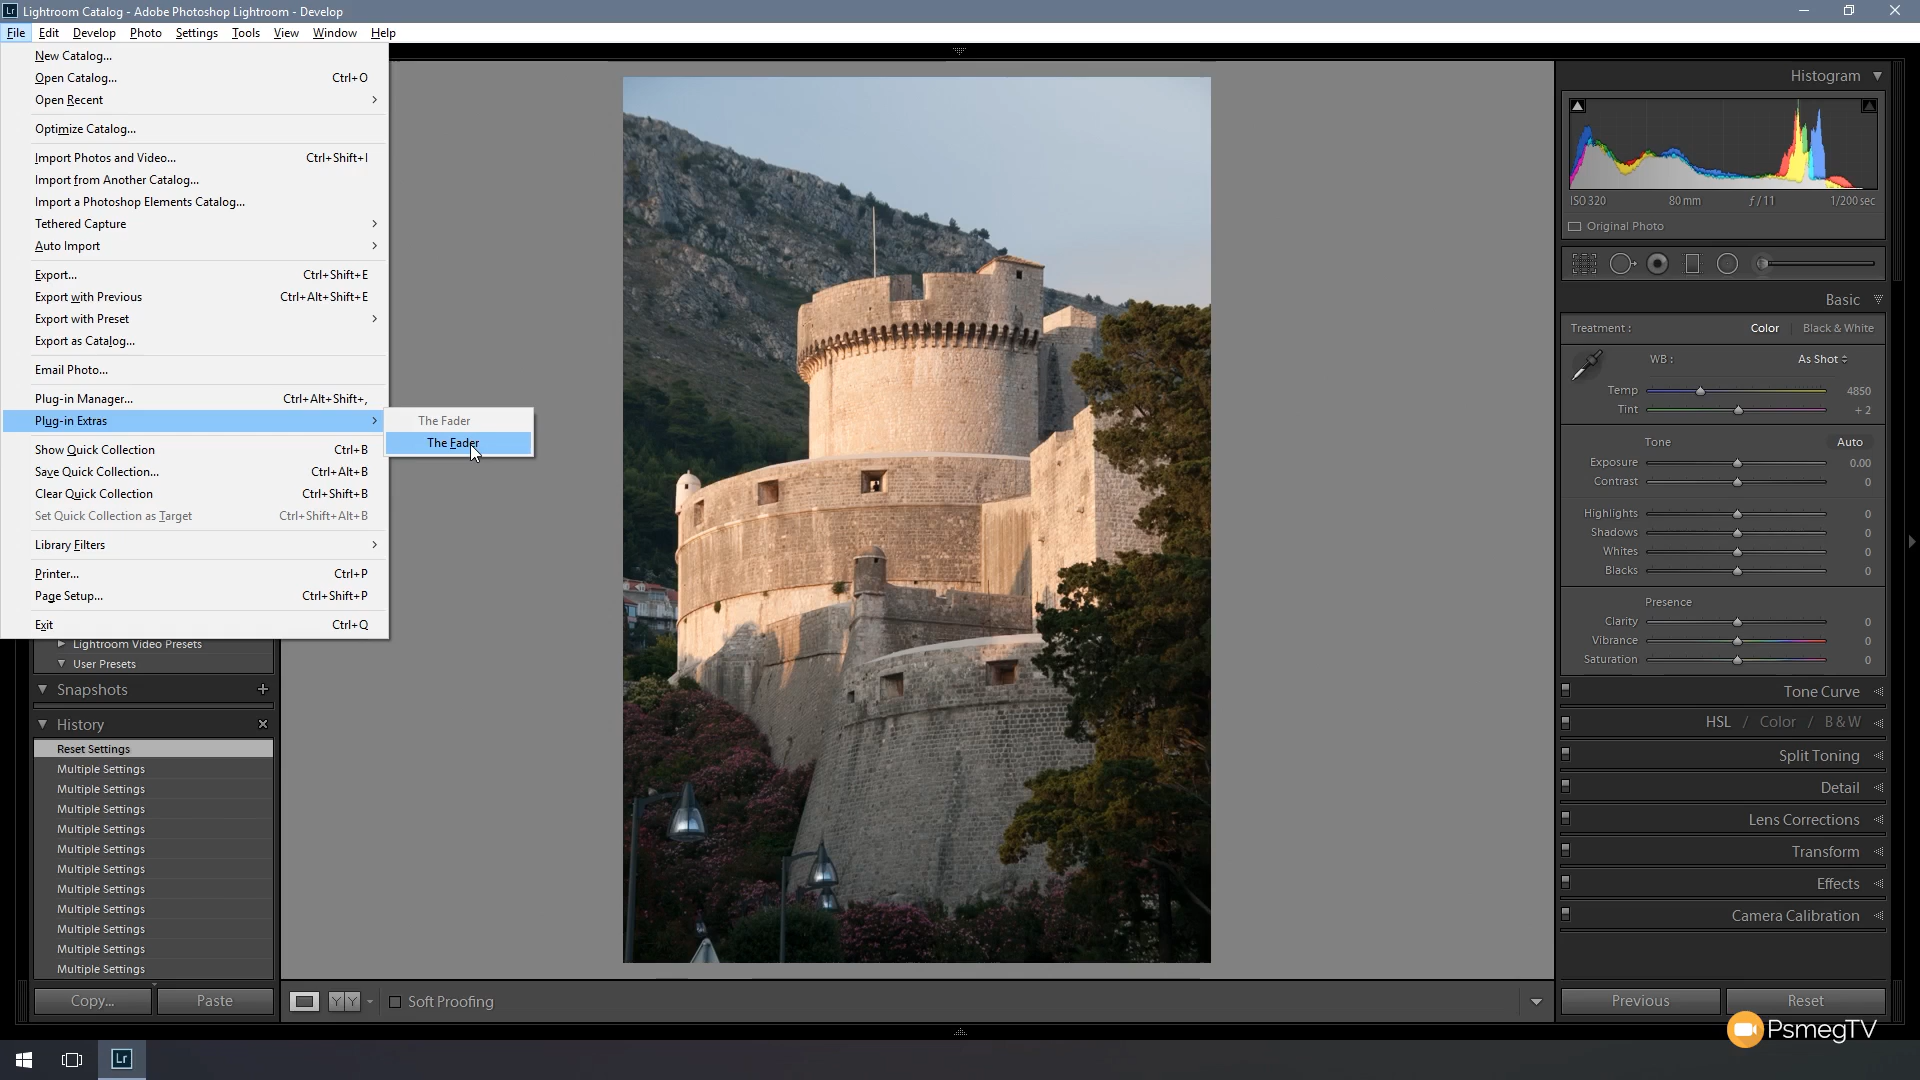 Lr Lightroom Catalog - Adobe Photoshop Lightroom - Develop
File Edit Develop Photo Settings Tools View Window Help
New Catalog...
Open Catalog... Ctrl+O
Open Recent
Optimize Catalog...
Import Photos and Video... Ctrl+Shift+I
Import from Another Catalog...
Import a Photoshop Elements Catalog...
Tethered Capture
Auto Import
Export... Ctrl+Shift+E
Export with Previous Ctrl+Alt+Shift+E
Export with Preset
Export as Catalog...
Email Photo...
Plug-in Manager... Ctrl+Alt+Shift+,
Plug-in Extras
The Fader
The Fader
Show Quick Collection Ctrl+B
Save Quick Collection... Ctrl+Alt+B
Clear Quick Collection Ctrl+Shift+B
Set Quick Collection as Target Ctrl+Shift+Alt+B
Library Filters
Printer... Ctrl+P
Page Setup... Ctrl+Shift+P
Exit Ctrl+Q
Lightroom Video Presets
User Presets
Snapshots +
History
Reset Settings
Multiple Settings
Multiple Settings
Multiple Settings
Multiple Settings
Multiple Settings
Multiple Settings
Multiple Settings
Multiple Settings
Multiple Settings
Multiple Settings
Multiple Settings
Copy... Paste
YY Soft Proofing
Histogram
ISO 320 80 mm f/11 1/200 sec
Original Photo
Basic
Treatment : Color Black & White
WB : As Shot
Temp 4850
Tint + 2
Tone Auto
Exposure 0.00
Contrast 0
Highlights 0
Shadows 0
Whites 0
Blacks 0
Presence
Clarity 0
Vibrance 0
Saturation 0
Tone Curve
HSL / Color / B & W
Split Toning
Detail
Lens Corrections
Transform
Effects
Camera Calibration
Previous Reset
PsmegTV
Lr